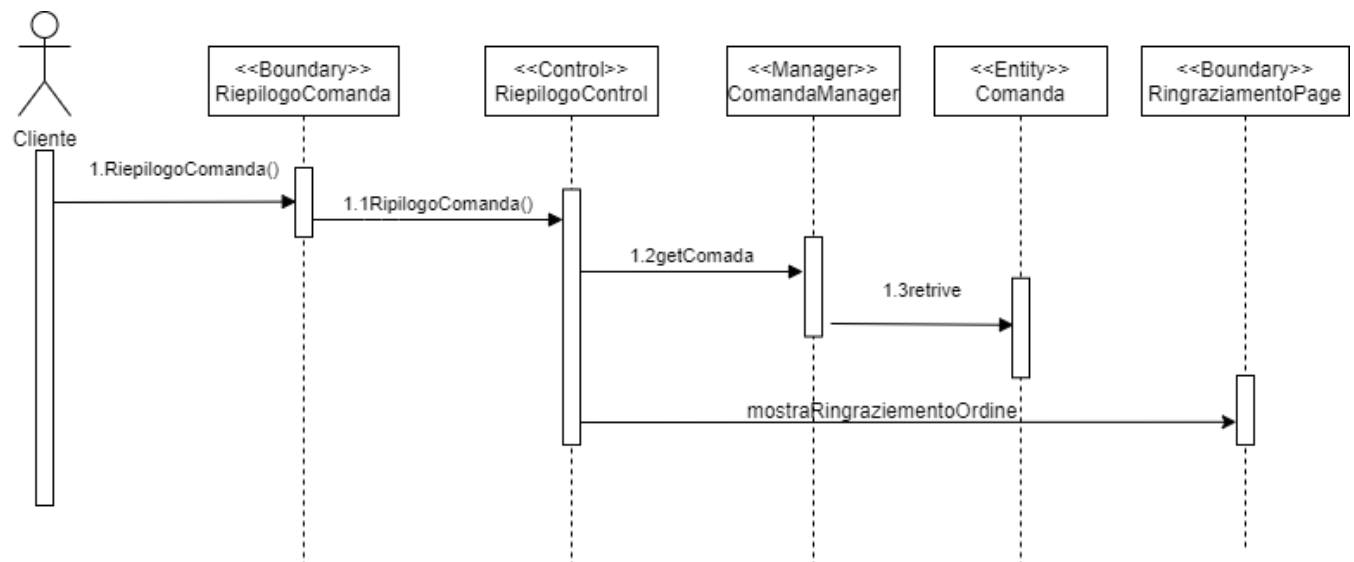 Cliente
<<Boundary>>
RiepilogoComanda
<<Control>>
RiepilogoControl
<<Manager>>
ComandaManager
<<Entity>>
Comanda
<<Boundary>>
RingraziamentoPage
1.RiepilogoComanda()
1.1RipilogoComanda()
1.2getComada
1.3retrive
mostraRingraziementoOrdine